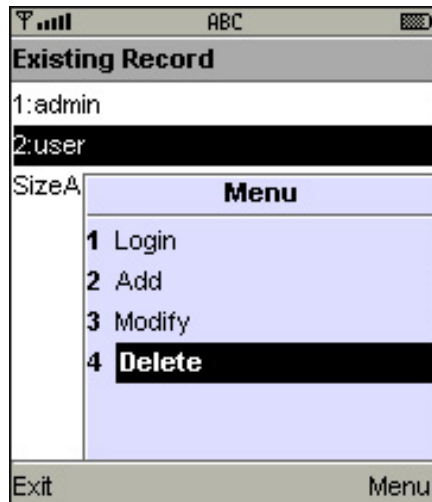 ABC
Existing Record
1:admin
2:user
SizeA
Menu
1 Login
2 Add
3 Modify
4 Delete
Exit Menu